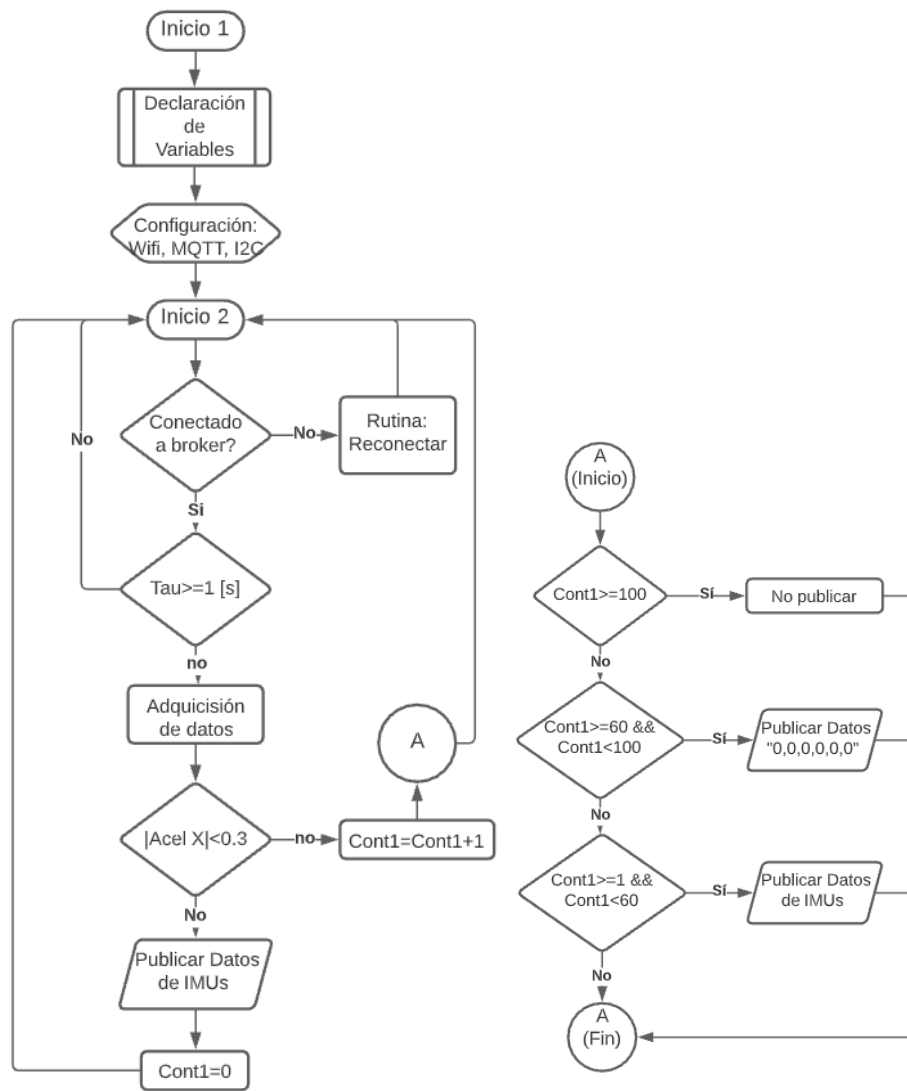 Inicio 1
Declaración
de
Variables
Configuración:
Wifi, MQTT, I2C
Inicio 2
Conectado
a broker?
No
Rutina:
Reconectar
No
Si
Tau>=1 [s]
no
Adquicisión
de datos
A
|Acel X|<0.3
no
Cont1=Cont1+1
No
Publicar Datos
de IMUs
Cont1=0
A
(Inicio)
Cont1>=100
Sí
No publicar
No
Cont1>=60 &&
Cont1<100
Sí
Publicar Datos
"0,0,0,0,0,0"
No
Cont1>=1 &&
Cont1<60
Sí
Publicar Datos
de IMUs
No
A
(Fin)